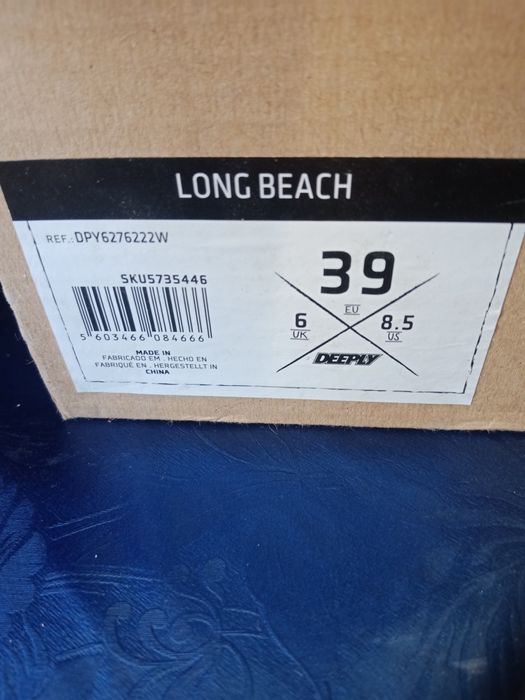 LONG BEACH
REF.: DPY6276222W
SKU5735446
5 603466 084666
MADE IN
FABRICADO EM . HECHO EN
FABRIQUÉ EN . HERGESTELLT IN
CHINA
39
EU
6
UK
8.5
US
DEEPLY